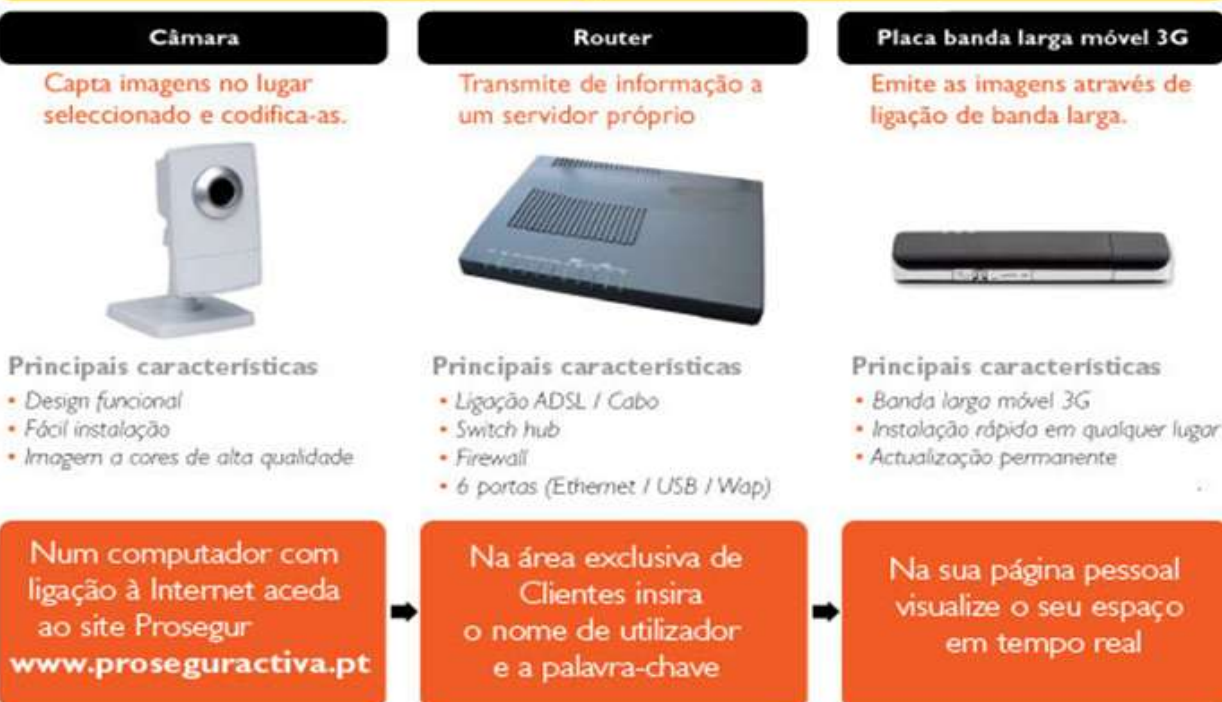 Câmara
Capta imagens no lugar
seleccionado e codifica-as.
Principais características
• Design funcional
• Fácil instalação
• Imagem a cores de alta qualidade
Router
Transmite de informação a
um servidor próprio
Principais características
• Ligação ADSL / Cabo
• Switch hub
• Firewall
• 6 portas (Ethernet / USB / Wap)
Placa banda larga móvel 3G
Emite as imagens através de
ligação de banda larga.
Principais características
• Banda larga móvel 3G
• Instalação rápida em qualquer lugar
• Actualização permanente
Num computador com
ligação à Internet aceda
ao site Prosegur
www.proseguractiva.pt
Na área exclusiva de
Clientes insira
o nome de utilizador
e a palavra-chave
Na sua página pessoal
visualize o seu espaço
em tempo real